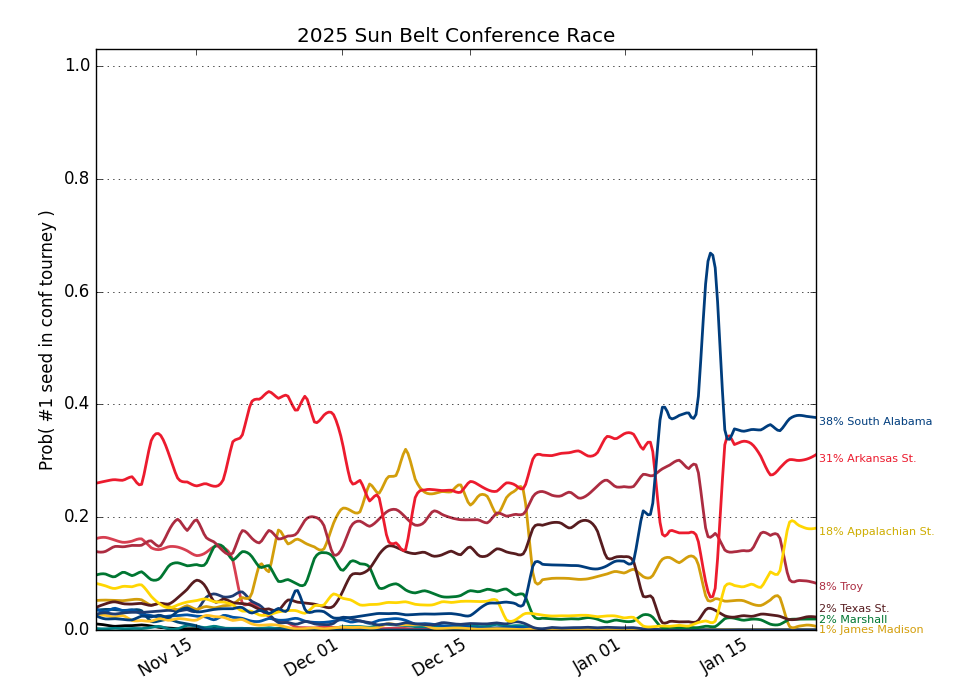 2025 Sun Belt Conference Race
Prob( #1 seed in conf tourney )
1.0
0.8
0.6
0.4
0.2
0.0
Nov 15
Dec 01
Dec 15
Jan 01
Jan 15
38% South Alabama
31% Arkansas St.
18% Appalachian St.
8% Troy
2% Texas St.
2% Marshall
1% James Madison